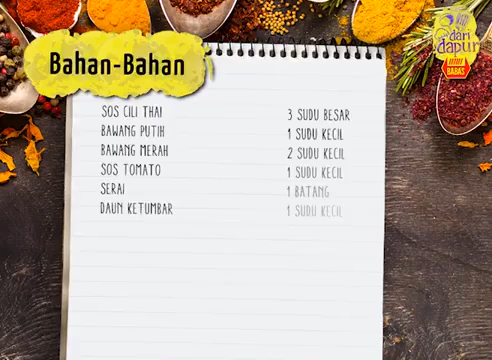 Bahan-Bahan
dari
dapur
BABAS
SOS CILI THAI 3 SUDU BESAR
BAWANG PUTIH 1 SUDU KECIL
BAWANG MERAH 2 SUDU KECIL
SOS TOMATO 1 SUDU KECIL
SERAI 1 BATANG
DAUN KETUMBAR 1 SUDU KECIL